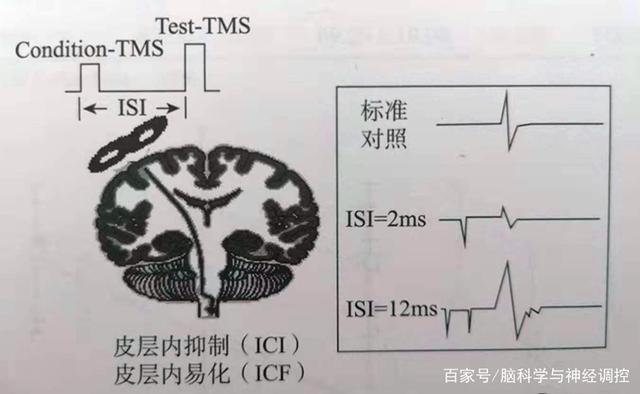 Test-TMS
Condition-TMS
ISI
标准
对照
ISI=2ms
ISI=12ms
皮层内抑制（ICI）
皮层内易化（ICF）
百家号/脑科学与神经调控